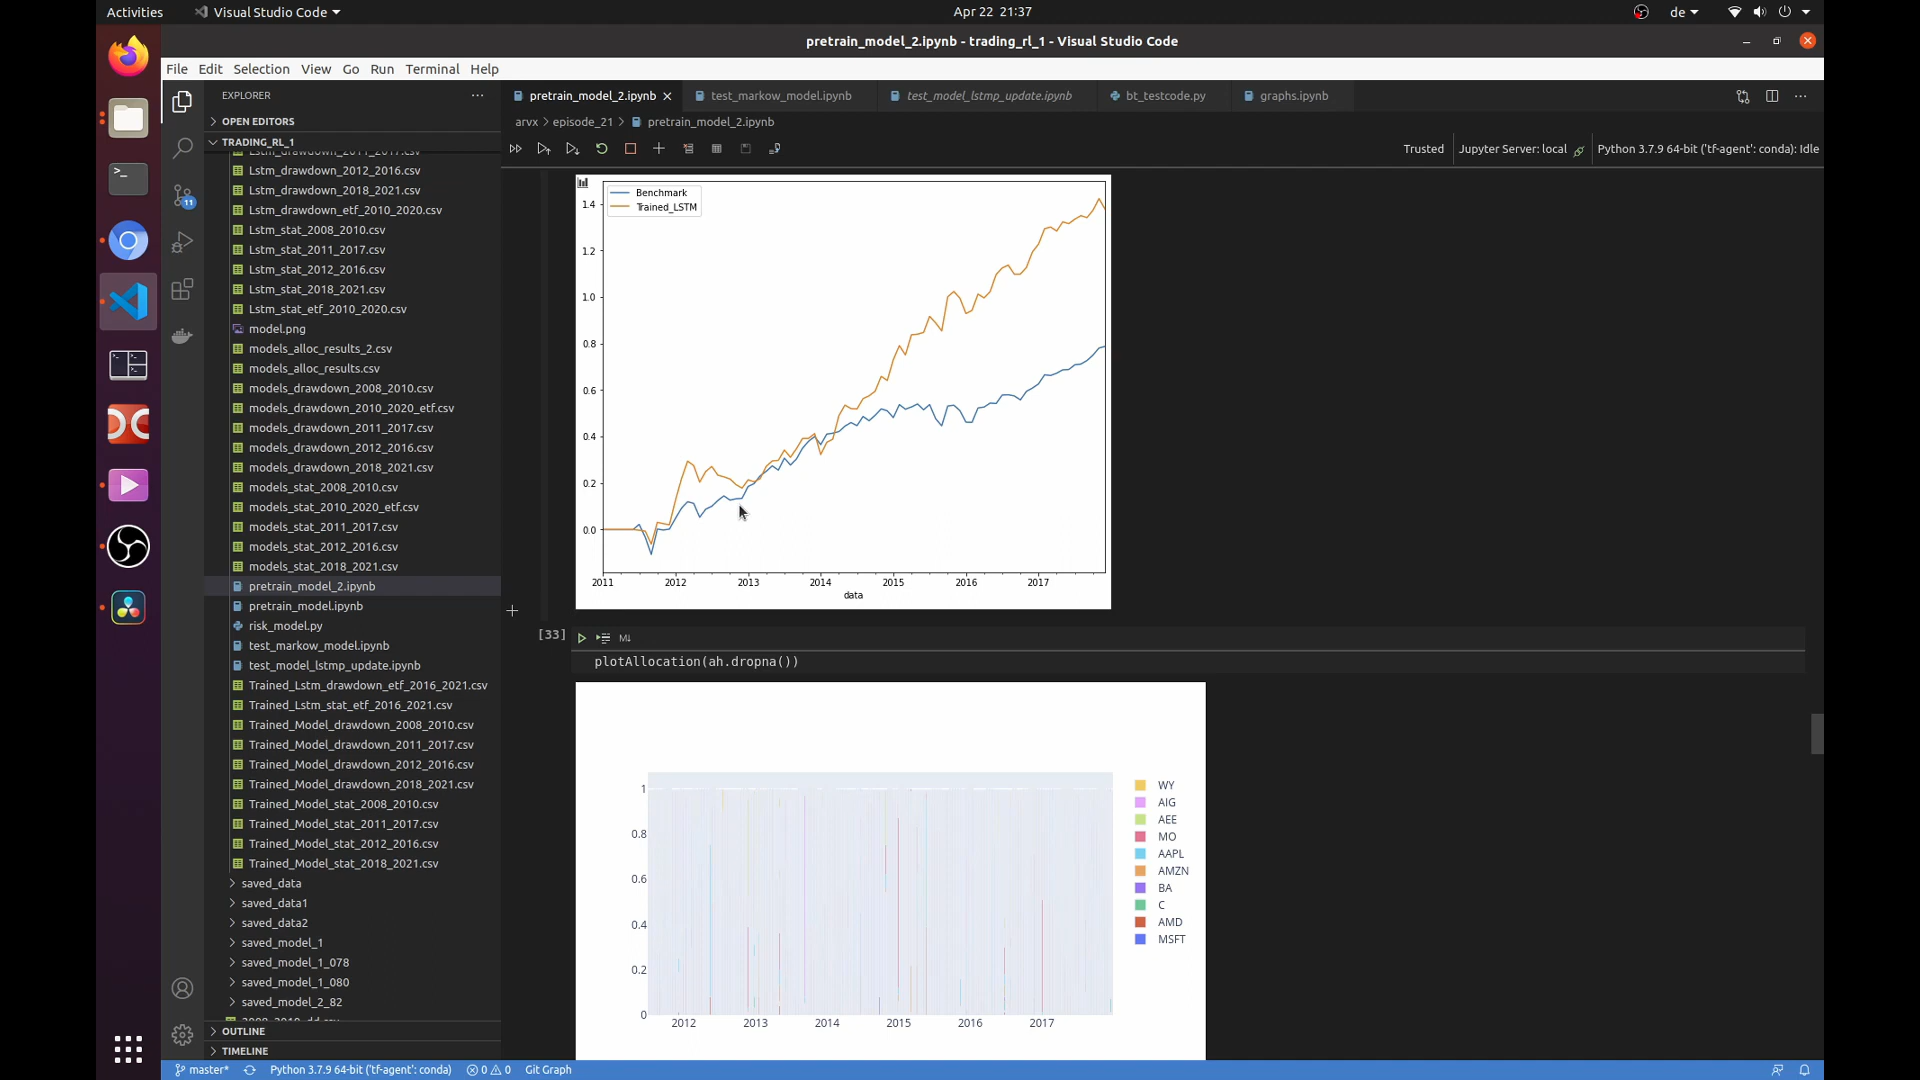 Activities
Visual Studio Code
Apr 22 21:37
de
pretrain_model_2.ipynb - trading_rl_1 - Visual Studio Code
File Edit Selection View Go Run Terminal Help
EXPLORER
OPEN EDITORS
TRADING_RL_1
Lstm_drawdown_2011_2017.csv
Lstm_drawdown_2012_2016.csv
Lstm_drawdown_2018_2021.csv
Lstm_drawdown_etf_2010_2020.csv
Lstm_stat_2008_2010.csv
Lstm_stat_2011_2017.csv
Lstm_stat_2012_2016.csv
Lstm_stat_2018_2021.csv
Lstm_stat_etf_2010_2020.csv
model.png
models_alloc_results_2.csv
models_alloc_results.csv
models_drawdown_2008_2010.csv
models_drawdown_2010_2020_etf.csv
models_drawdown_2011_2017.csv
models_drawdown_2012_2016.csv
models_drawdown_2018_2021.csv
models_stat_2008_2010.csv
models_stat_2010_2020_etf.csv
models_stat_2011_2017.csv
models_stat_2012_2016.csv
models_stat_2018_2021.csv
pretrain_model_2.ipynb
pretrain_model.ipynb
risk_model.py
test_markow_model.ipynb
test_model_lstmp_update.ipynb
Trained_Lstm_drawdown_etf_2016_2021.csv
Trained_Lstm_stat_etf_2016_2021.csv
Trained_Model_drawdown_2008_2010.csv
Trained_Model_drawdown_2011_2017.csv
Trained_Model_drawdown_2012_2016.csv
Trained_Model_drawdown_2018_2021.csv
Trained_Model_stat_2008_2010.csv
Trained_Model_stat_2011_2017.csv
Trained_Model_stat_2012_2016.csv
Trained_Model_stat_2018_2021.csv
saved_data
saved_data1
saved_data2
saved_model_1
saved_model_1_078
saved_model_1_080
saved_model_2_82
OUTLINE
TIMELINE
11
pretrain_model_2.ipynb
test_markow_model.ipynb
test_model_lstmp_update.ipynb
bt_testcode.py
graphs.ipynb
arvx > episode_21 > pretrain_model_2.ipynb
Trusted
Jupyter Server: local
Python 3.7.9 64-bit ('tf-agent': conda): Idle
Benchmark
Trained_LSTM
1.4
1.2
1.0
0.8
0.6
0.4
0.2
0.0
2011 2012 2013 2014 2015 2016 2017
data
[33]
M↓
plotAllocation(ah.dropna())
1
0.8
0.6
0.4
0.2
0
2012 2013 2014 2015 2016 2017
WY
AIG
AEE
MO
AAPL
AMZN
BA
C
AMD
MSFT
master*
Python 3.7.9 64-bit ('tf-agent': conda)
0
0
Git Graph